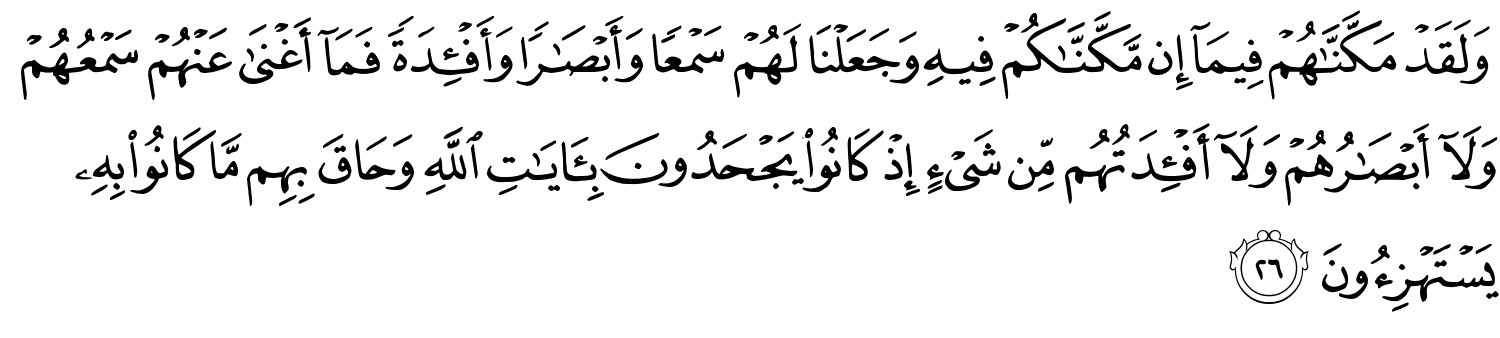 وَلَقَدۡ مَكَّنَّٰهُمۡ فِيمَآ إِن مَّكَّنَّٰكُمۡ فِيهِ وَجَعَلۡنَا لَهُمۡ سَمۡعٗا وَأَبۡصَٰرٗا وَأَفۡـِٔدَةٗ فَمَآ أَغۡنَىٰ عَنۡهُمۡ سَمۡعُهُمۡ
وَلَآ أَبۡصَٰرُهُمۡ وَلَآ أَفۡـِٔدَتُهُم مِّن شَيۡءٍ إِذۡ كَانُواْ يَجۡحَدُونَ بِـَٔايَٰتِ ٱللَّهِ وَحَاقَ بِهِم مَّا كَانُواْ بِهِۦ
يَسۡتَهۡزِءُونَ ٢٦